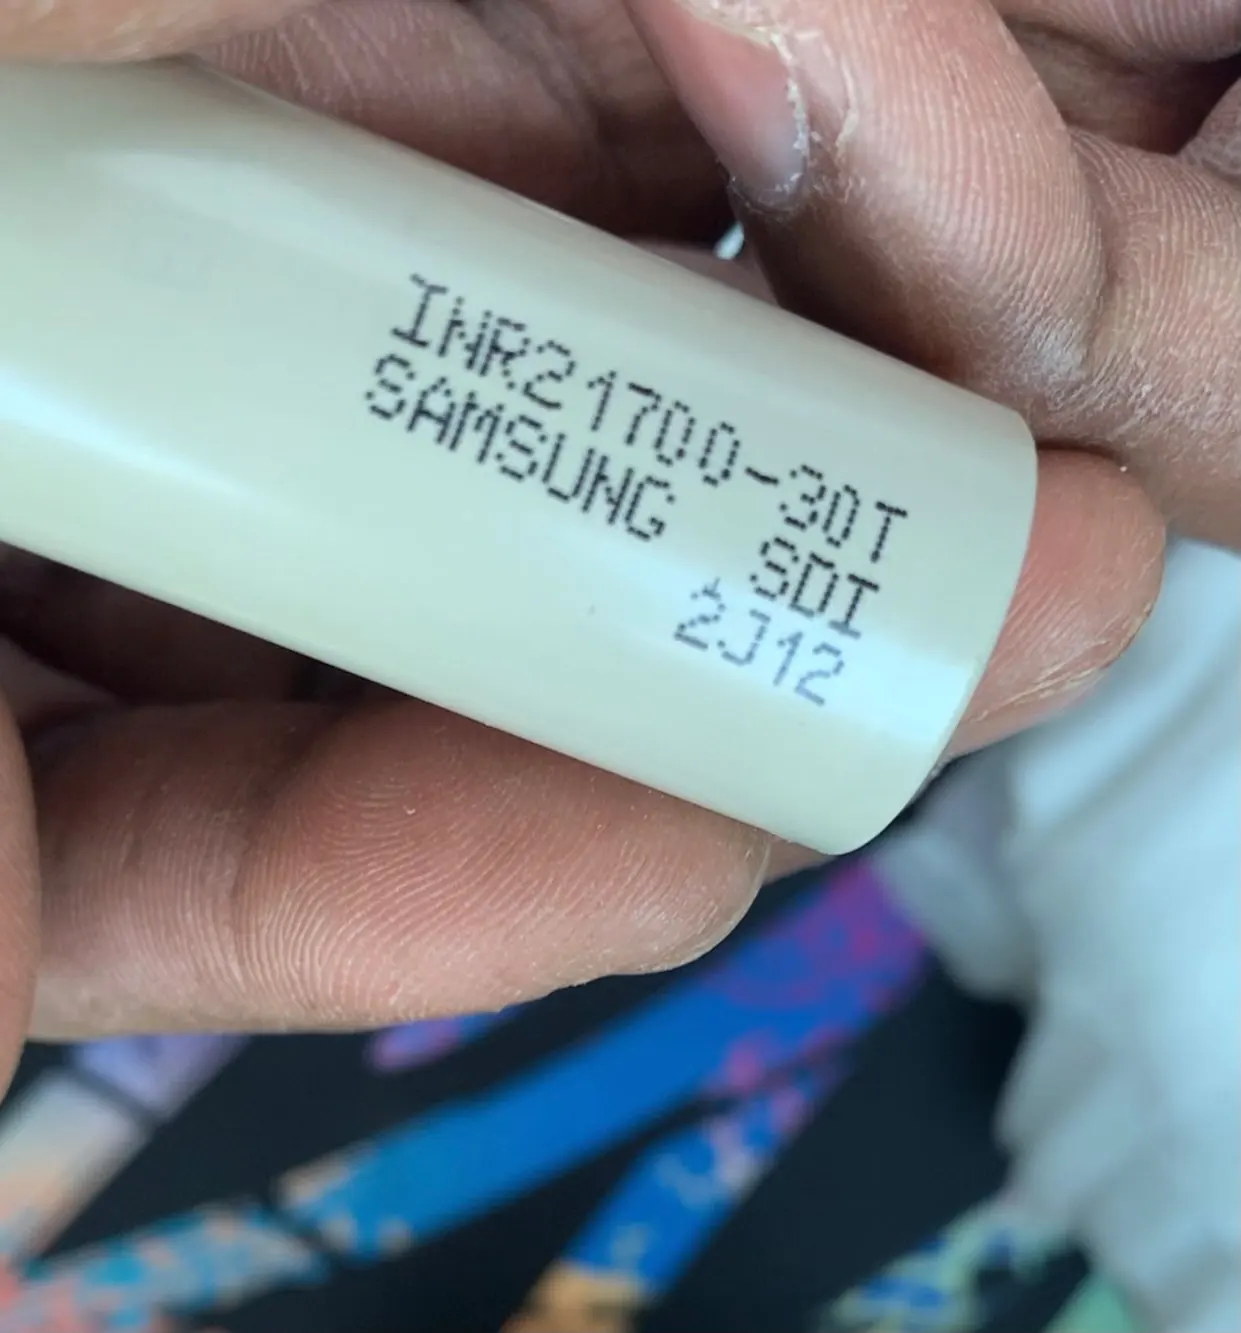 INR21700-30T
SAMSUNG SDI
2J12